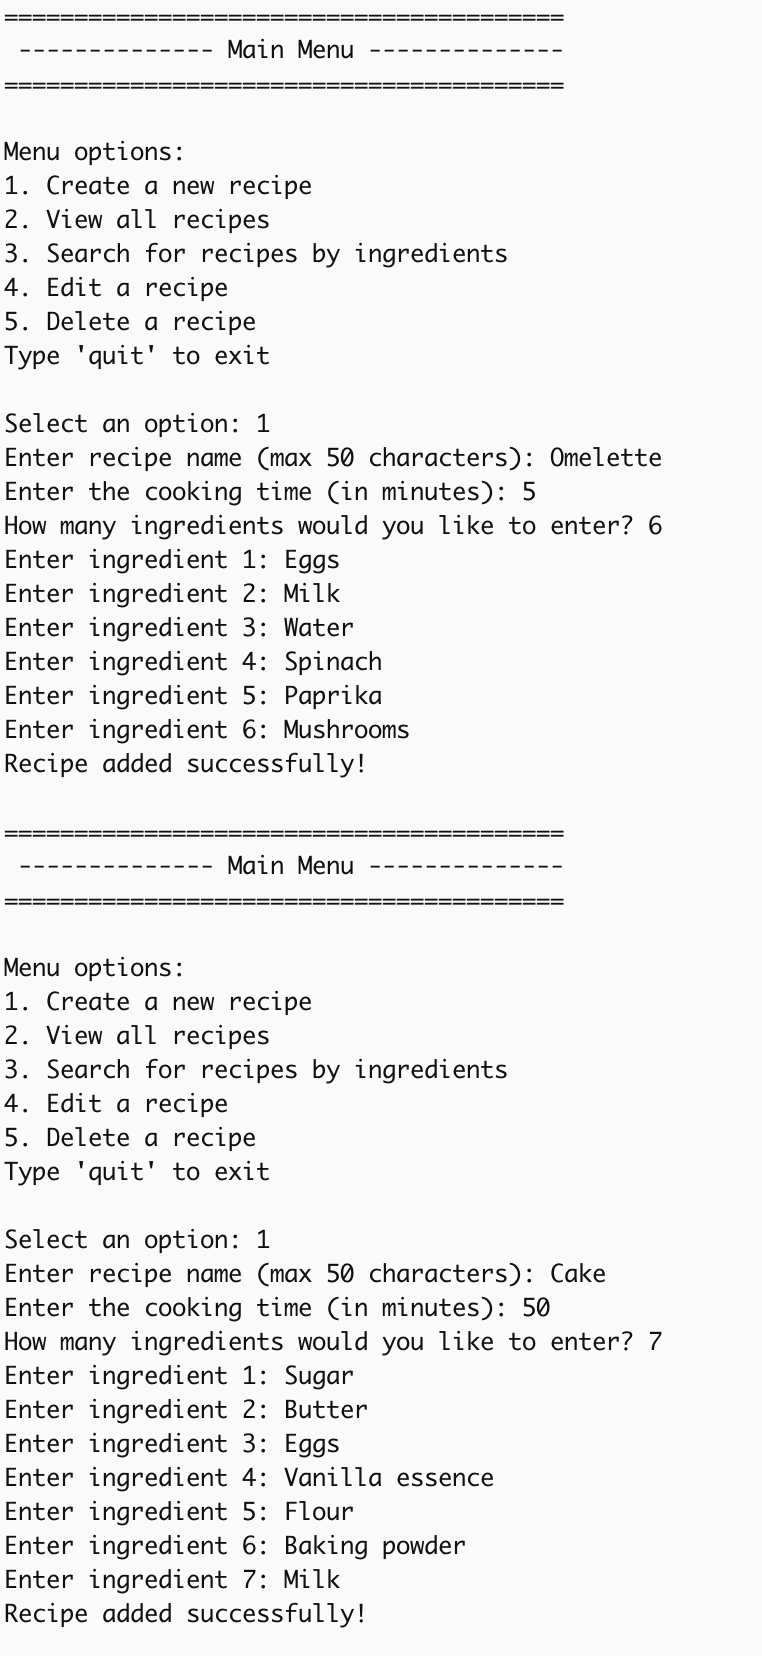 ========================================
 -------------- Main Menu --------------
========================================
Menu options:
1. Create a new recipe
2. View all recipes
3. Search for recipes by ingredients
4. Edit a recipe
5. Delete a recipe
Type 'quit' to exit
Select an option: 1
Enter recipe name (max 50 characters): Omelette
Enter the cooking time (in minutes): 5
How many ingredients would you like to enter? 6
Enter ingredient 1: Eggs
Enter ingredient 2: Milk
Enter ingredient 3: Water
Enter ingredient 4: Spinach
Enter ingredient 5: Paprika
Enter ingredient 6: Mushrooms
Recipe added successfully!
========================================
 -------------- Main Menu --------------
========================================
Menu options:
1. Create a new recipe
2. View all recipes
3. Search for recipes by ingredients
4. Edit a recipe
5. Delete a recipe
Type 'quit' to exit
Select an option: 1
Enter recipe name (max 50 characters): Cake
Enter the cooking time (in minutes): 50
How many ingredients would you like to enter? 7
Enter ingredient 1: Sugar
Enter ingredient 2: Butter
Enter ingredient 3: Eggs
Enter ingredient 4: Vanilla essence
Enter ingredient 5: Flour
Enter ingredient 6: Baking powder
Enter ingredient 7: Milk
Recipe added successfully!